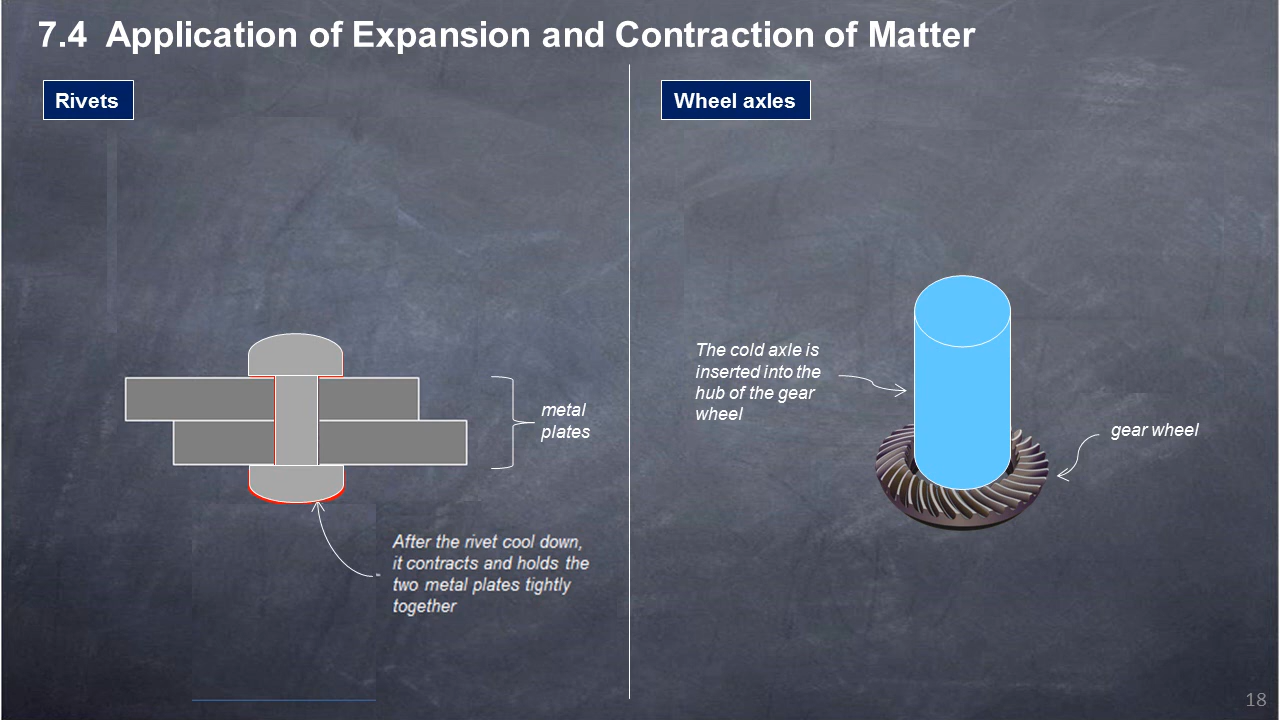 7.4 Application of Expansion and Contraction of Matter
Rivets
metal
plates
After the rivet cool down,
it contracts and holds the
two metal plates tightly
together
Wheel axles
The cold axle is
inserted into the
hub of the gear
wheel
gear wheel
18